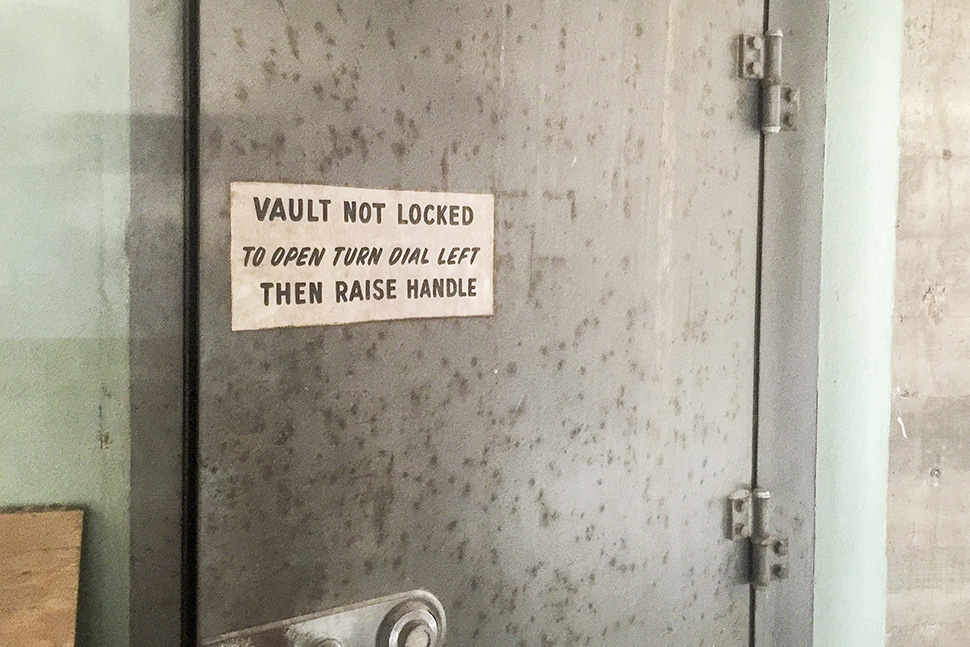 VAULT NOT LOCKED
TO OPEN TURN DIAL LEFT
THEN RAISE HANDLE